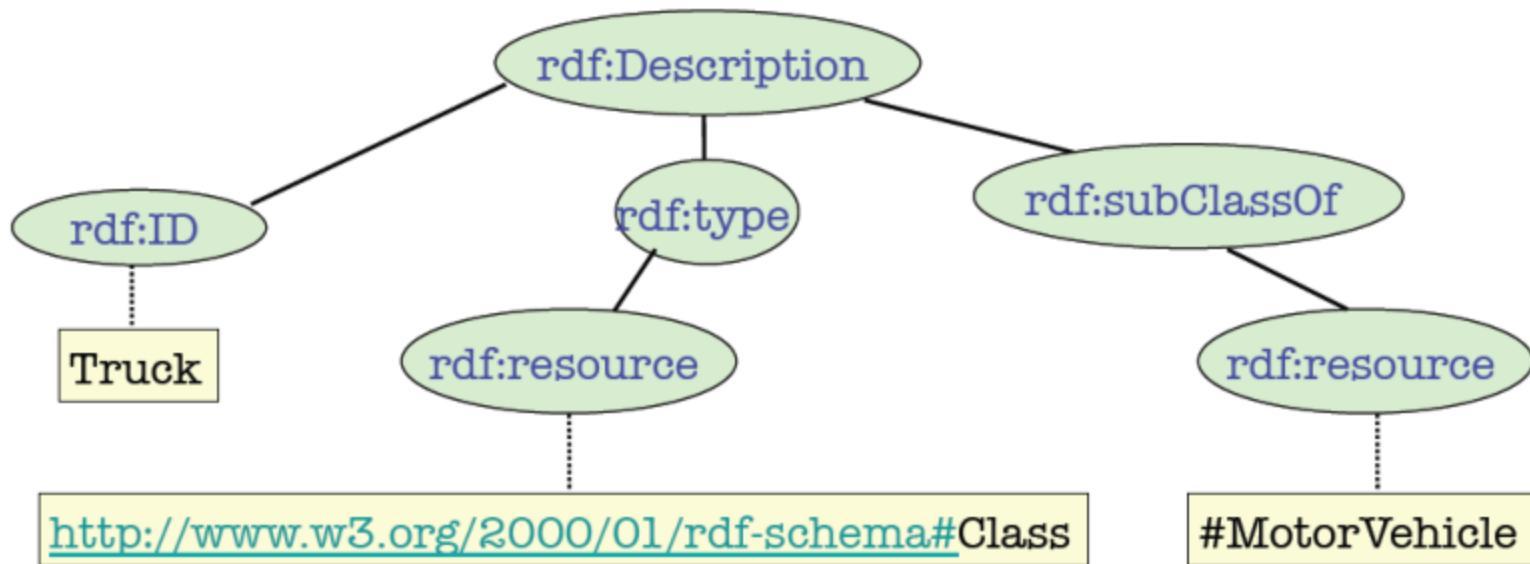 rdf:Description
rdf:ID
rdf:type
rdf:subClassOf
Truck
rdf:resource
rdf:resource
http://www.w3.org/2000/01/rdf-schema#Class
#MotorVehicle